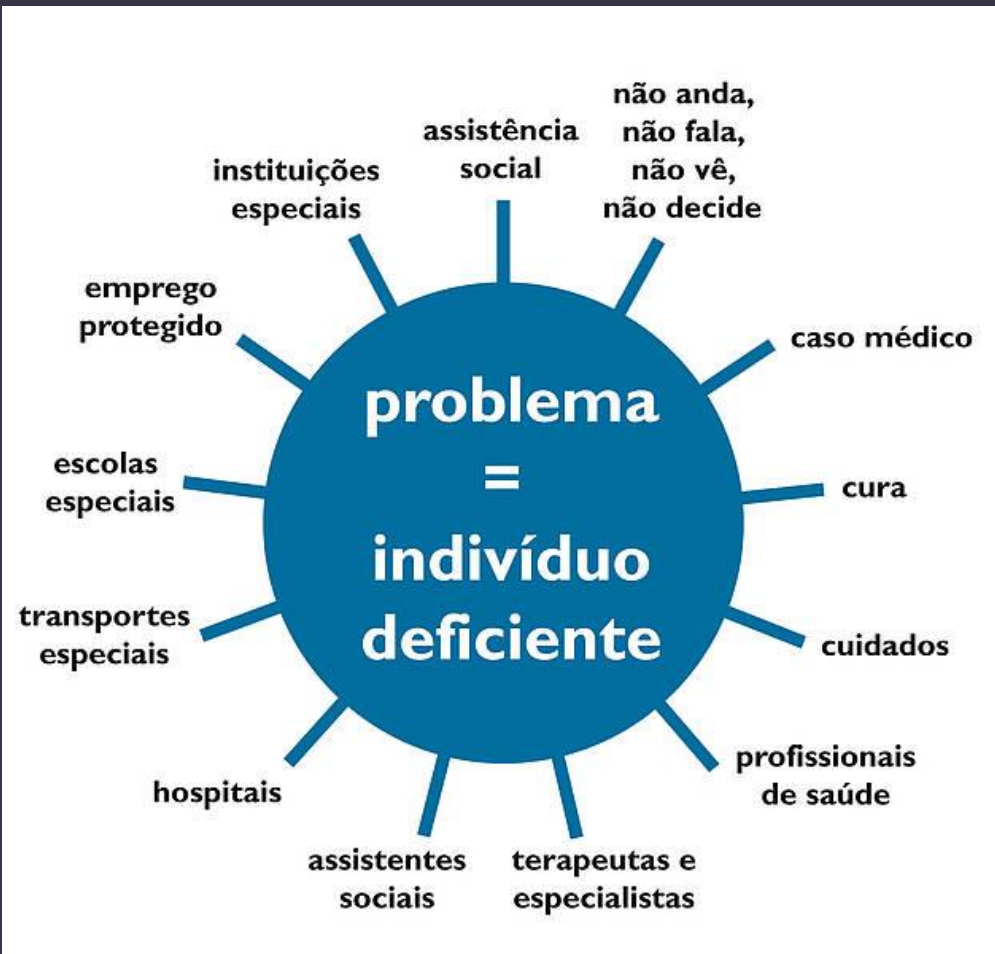 problema
=
indivíduo
deficiente
assistência
social
não anda,
não fala,
não vê,
não decide
caso médico
cura
cuidados
profissionais
de saúde
terapeutas e
especialistas
assistentes
sociais
hospitais
transportes
especiais
escolas
especiais
emprego
protegido
instituições
especiais